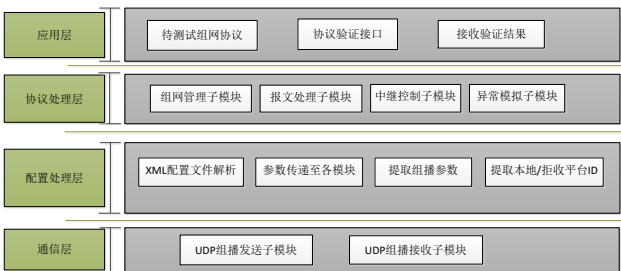 应用层
待测试组网协议
协议验证接口
接收验证结果
协议处理层
组网管理子模块
报文处理子模块
中继控制子模块
异常模拟子模块
配置处理层
XML配置文件解析
参数传递至各模块
提取组播参数
提取本地/拒收平台ID
通信层
UDP组播发送子模块
UDP组播接收子模块